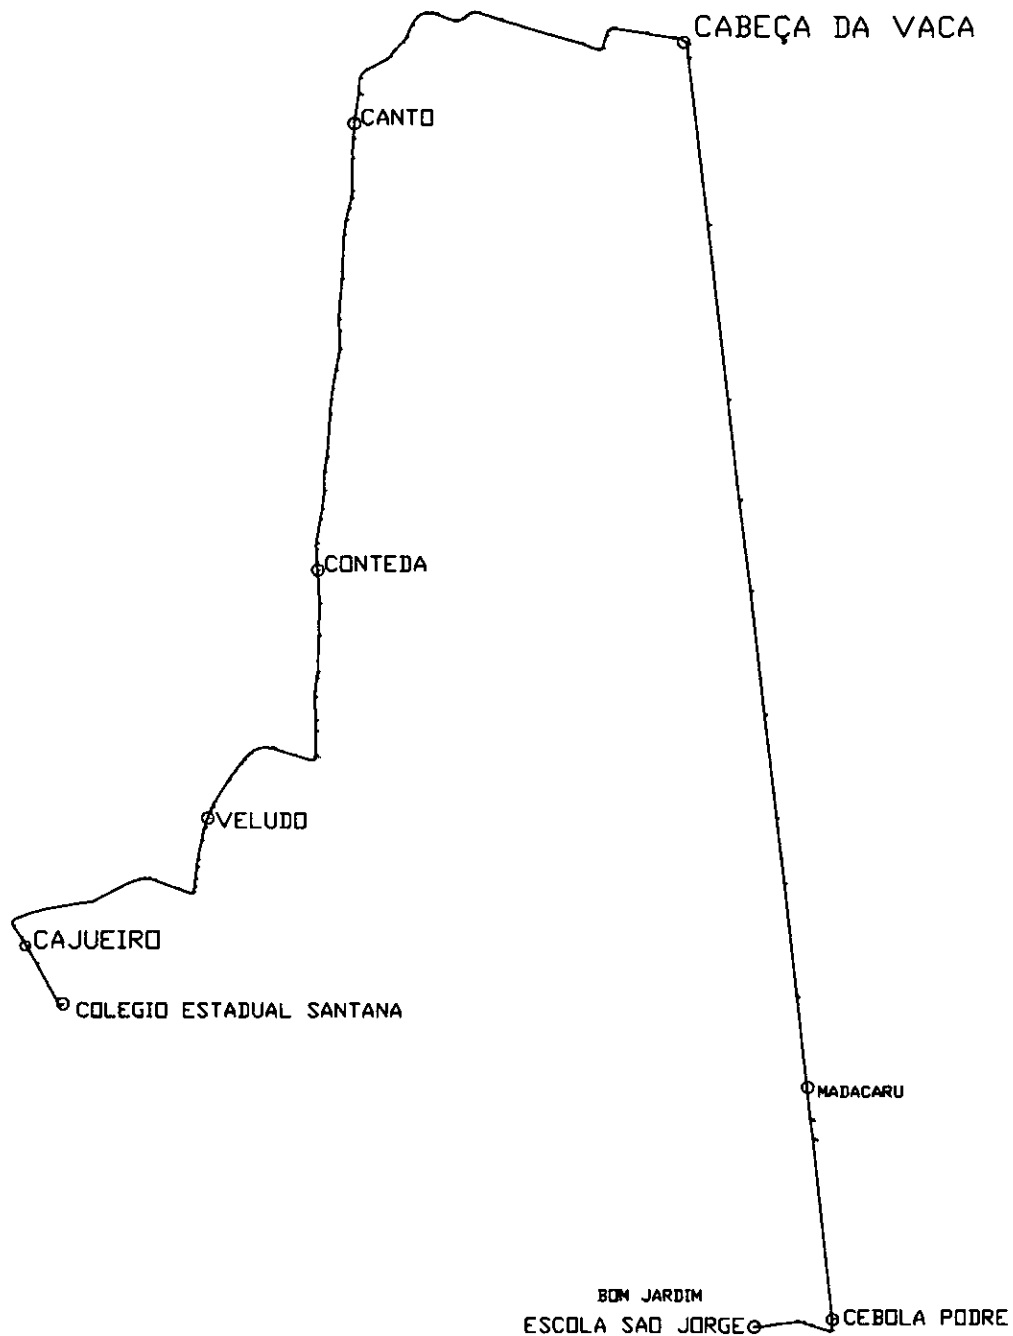 CABEÇA DA VACA
CANTO
CONTEDA
VELUDO
CAJUEIRO
COLEGIO ESTADUAL SANTANA
MADACARU
BOM JARDIM
ESCOLA SAO JORGE
CEBOLA PODRE